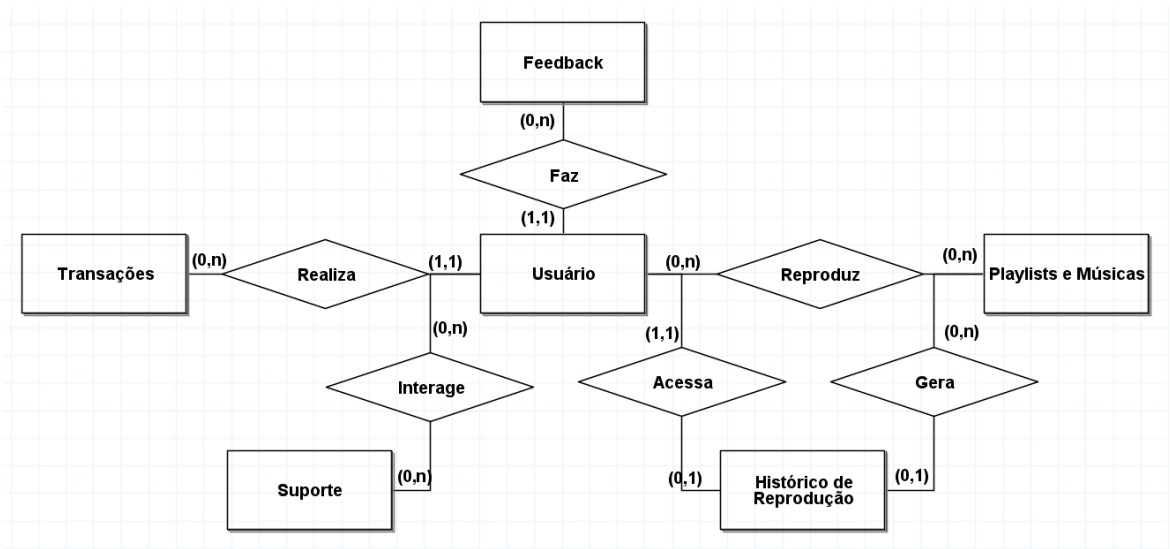 Feedback
(0,n)
Faz
(1,1)
Transações
(0,n)
Realiza
(1,1)
Usuário
(0,n)
Reproduz
(0,n)
Playlists e Músicas
(0,n)
(1,1)
(0,n)
Interage
Acessa
Gera
Suporte
(0,n)
(0,1)
Histórico de
Reprodução
(0,1)